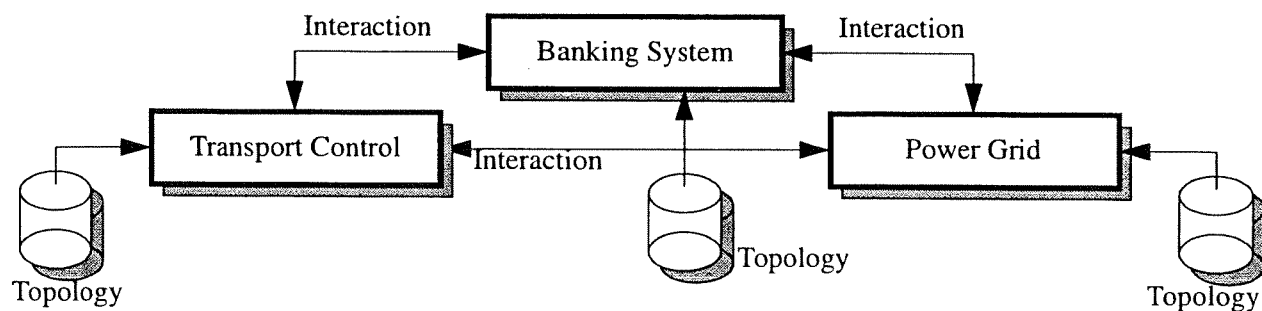 Interaction
Interaction
Banking System
Transport Control
Interaction
Power Grid
Topology
Topology
Topology